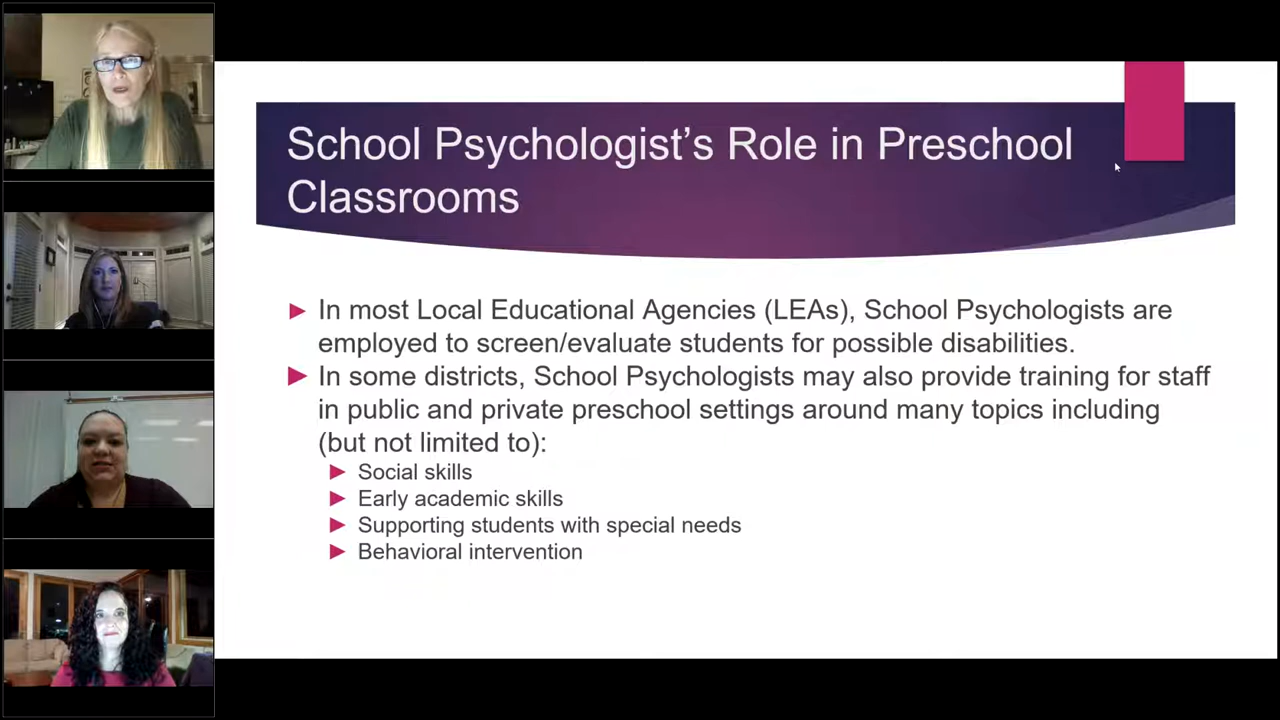 School Psychologist’s Role in Preschool
Classrooms
In most Local Educational Agencies (LEAs), School Psychologists are
employed to screen/evaluate students for possible disabilities.
In some districts, School Psychologists may also provide training for staff
in public and private preschool settings around many topics including
(but not limited to):
Social skills
Early academic skills
Supporting students with special needs
Behavioral intervention